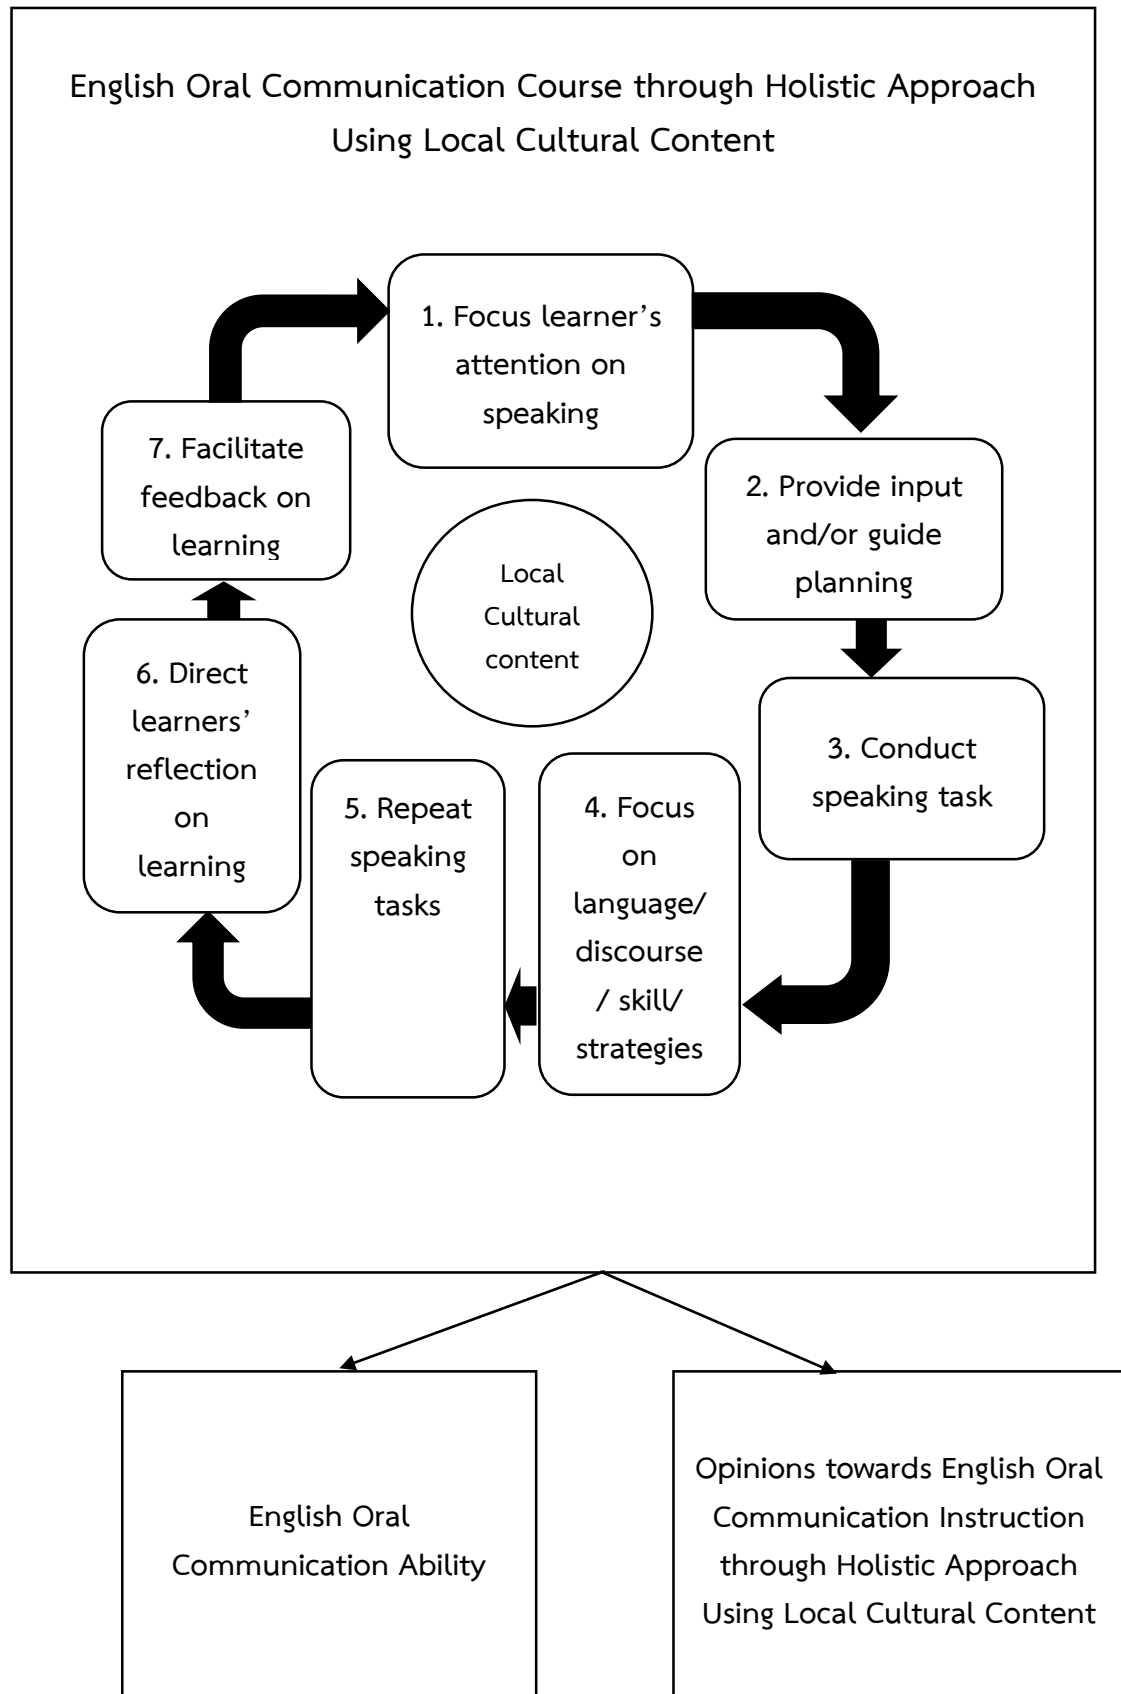 English Oral Communication Course through Holistic Approach
Using Local Cultural Content
1. Focus learner’s
attention on
speaking
2. Provide input
and/or guide
planning
3. Conduct
speaking task
4. Focus
on
language/
discourse
/ skill/
strategies
5. Repeat
speaking
tasks
6. Direct
learners’
reflection
on
learning
7. Facilitate
feedback on
learning
Local
Cultural
content
English Oral
Communication Ability
Opinions towards English Oral
Communication Instruction
through Holistic Approach
Using Local Cultural Content